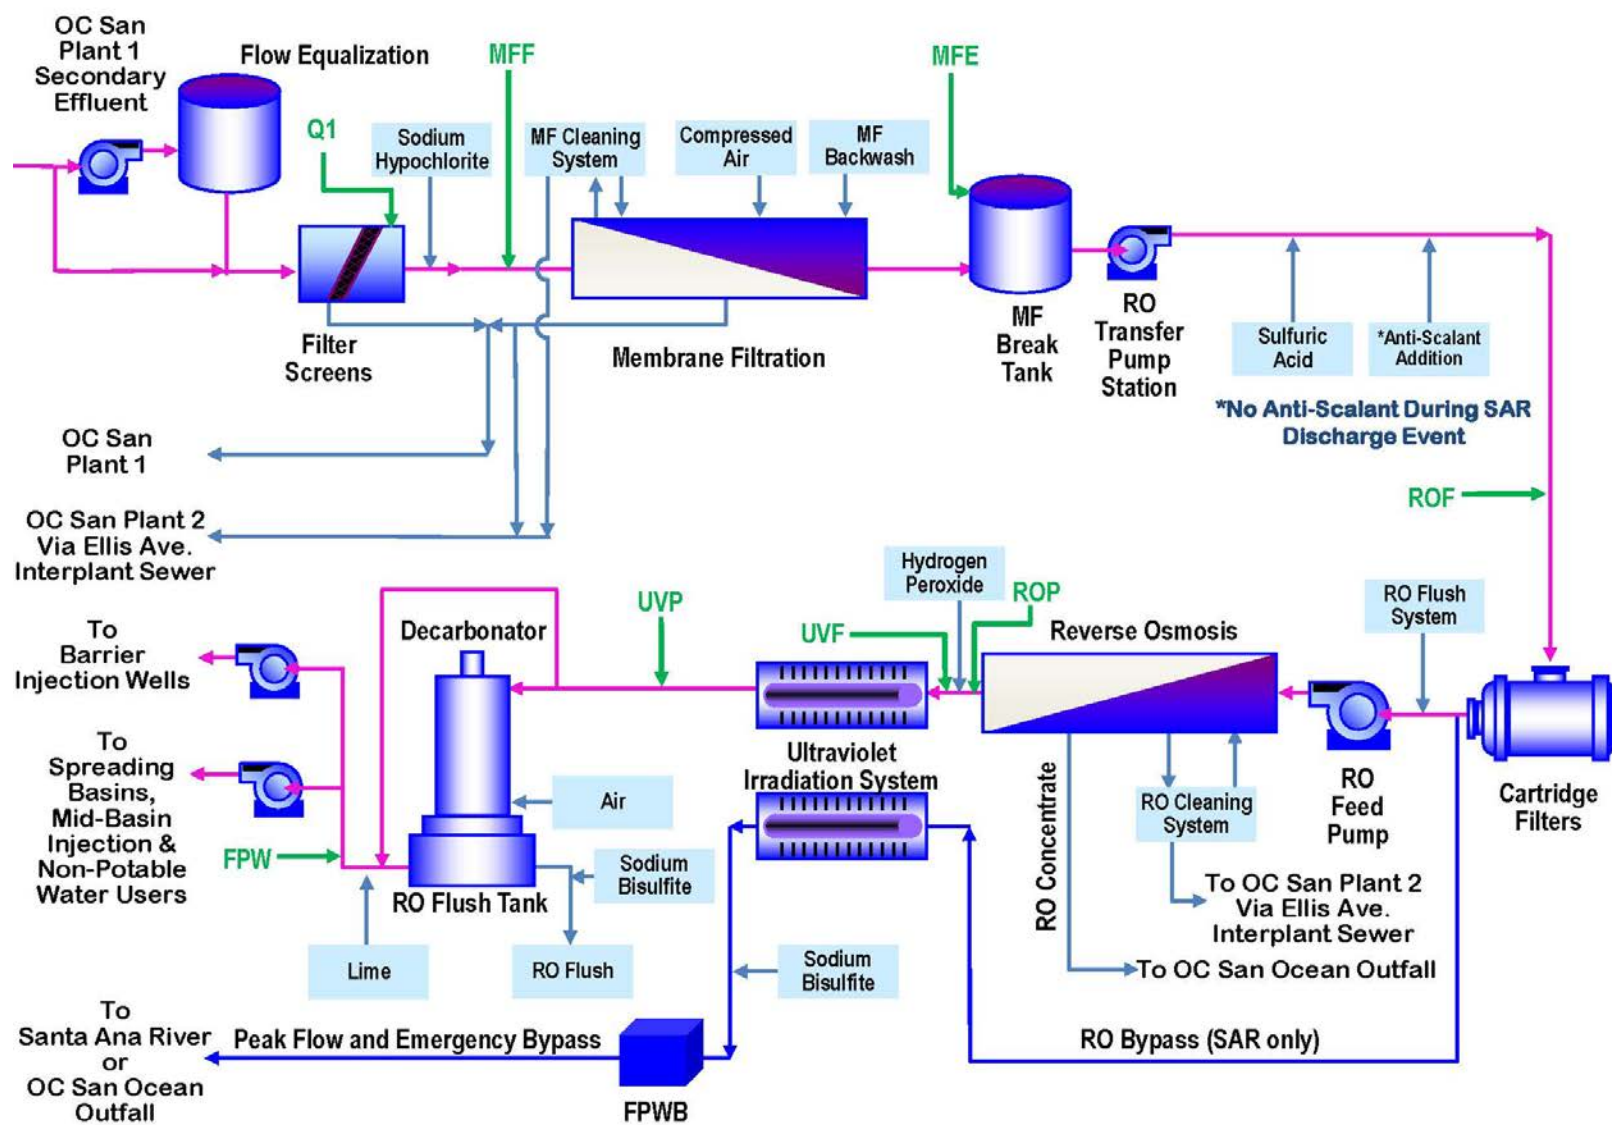 OC San
Plant 1
Secondary
Effluent
Flow Equalization
MFF
MFE
Q1
Sodium
Hypochlorite
MF Cleaning
System
Compressed
Air
MF
Backwash
Filter
Screens
Membrane Filtration
MF
Break
Tank
RO
Transfer
Pump
Station
Sulfuric
Acid
*Anti-Scalant
Addition
*No Anti-Scalant During SAR
Discharge Event
OC San
Plant 1
OC San Plant 2
Via Ellis Ave.
Interplant Sewer
ROF
Hydrogen
Peroxide
ROP
UVP
UVF
RO Flush
System
To
Barrier
Injection Wells
Decarbonator
Reverse Osmosis
To
Spreading
Basins,
Mid-Basin
Injection &
Non-Potable
Water Users
Ultraviolet
Irradiation System
RO Concentrate
RO Cleaning
System
RO
Feed
Pump
Cartridge
Filters
Air
FPW
Sodium
Bisulfite
RO Flush Tank
To OC San Plant 2
Via Ellis Ave.
Interplant Sewer
Lime
RO Flush
Sodium
Bisulfite
To OC San Ocean Outfall
To
Santa Ana River
or
OC San Ocean
Outfall
Peak Flow and Emergency Bypass
RO Bypass (SAR only)
FPWB